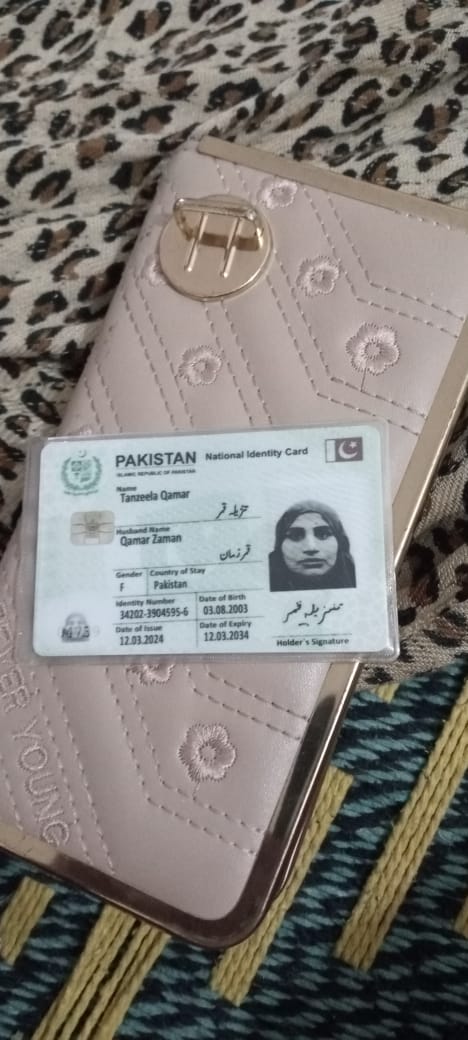 PAKISTAN National Identity Card
ISLAMIC REPUBLIC OF PAKISTAN
Name
Tanzeela Qamar
تنزیلہ قمر
Husband Name
Qamar Zaman
قمر زمان
Gender Country of Stay
F Pakistan
Identity Number Date of Birth
34202-3904595-6 03.08.2003
Date of Issue Date of Expiry
12.03.2024 12.03.2034
تنزیلہ قمر
Holder's Signature
YOUNG